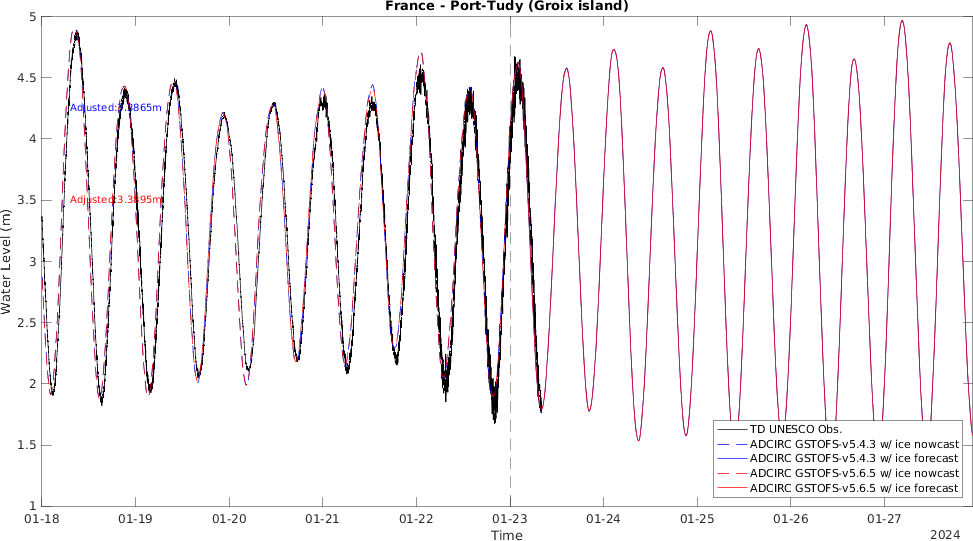 France - Port-Tudy (Groix island)
5
4.5
4
3.5
3
2.5
2
1.5
1
Water Level (m)
Adjusted:3.3865m
Adjusted:3.3895m
TD UNESCO Obs.
ADCIRC GSTOFS-v5.4.3 w/ ice nowcast
ADCIRC GSTOFS-v5.4.3 w/ ice forecast
ADCIRC GSTOFS-v5.6.5 w/ ice nowcast
ADCIRC GSTOFS-v5.6.5 w/ ice forecast
01-18 01-19 01-20 01-21 01-22 01-23 01-24 01-25 01-26 01-27
Time
2024